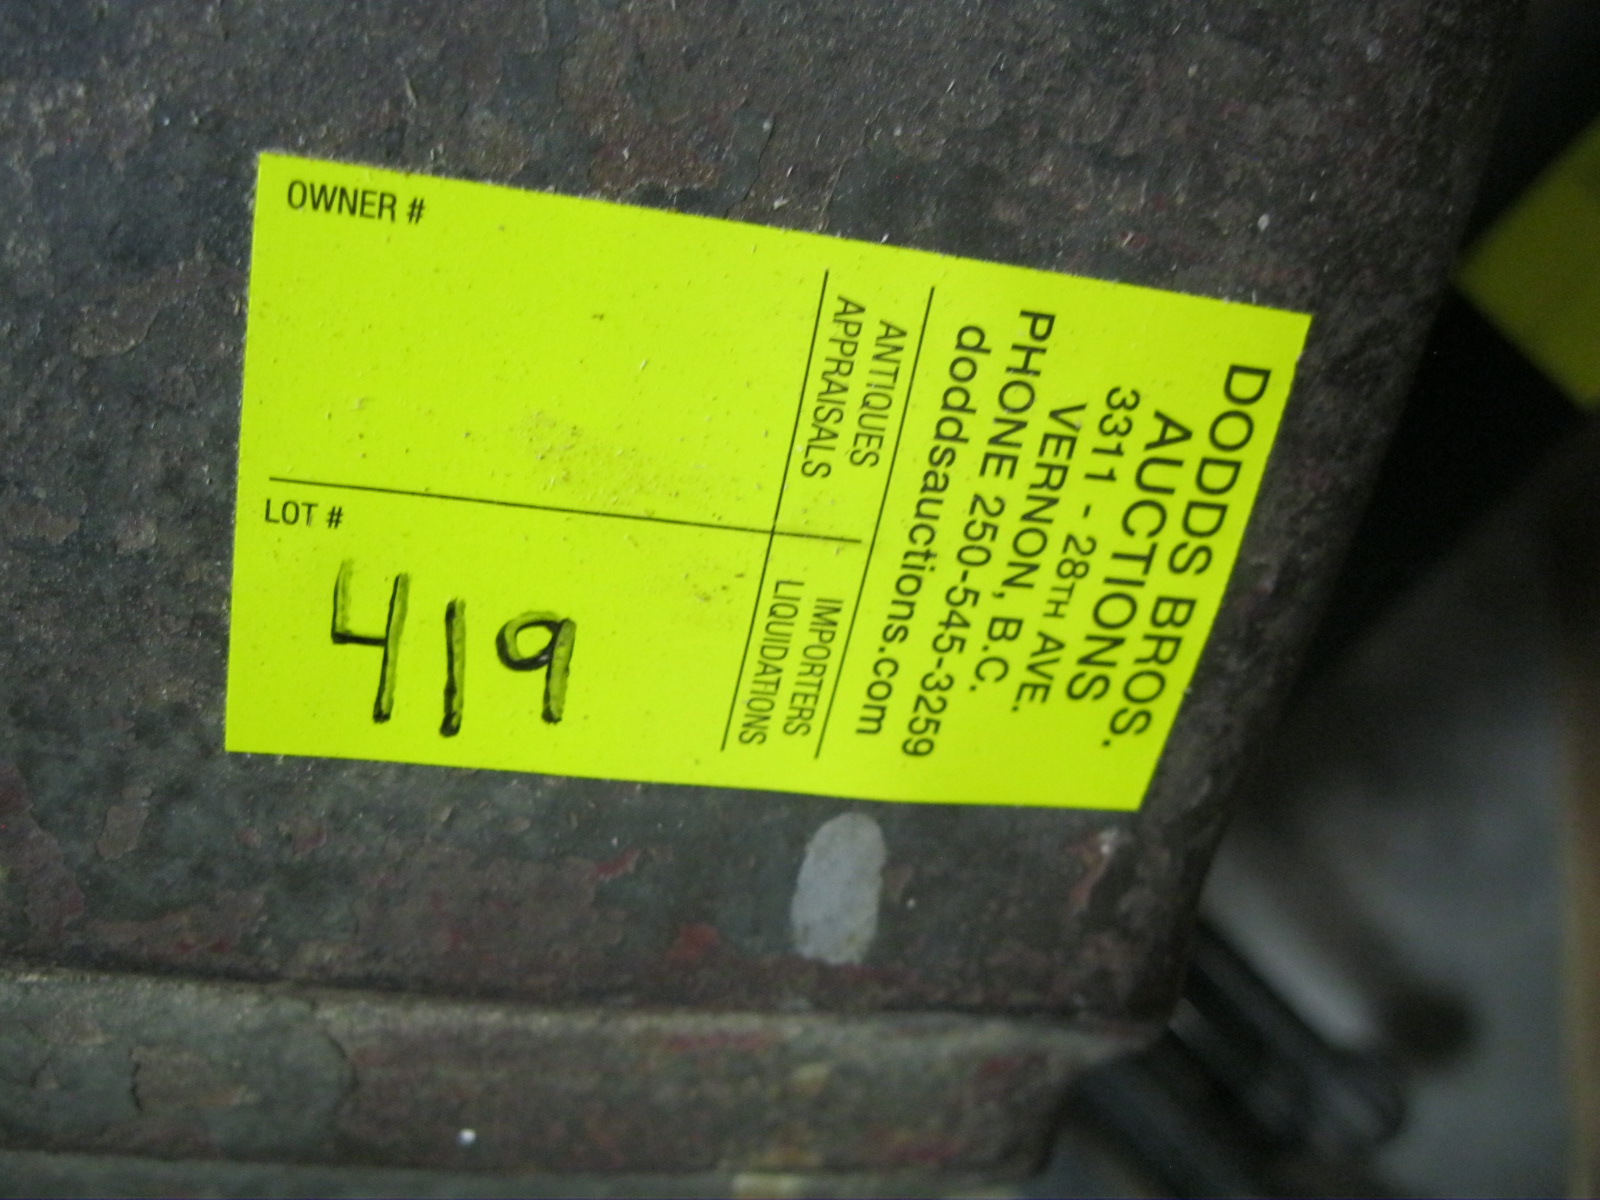 DODDS BROS.
AUCTIONS
3311 - 28TH AVE.
VERNON, B.C.
PHONE 250-545-3259
doddsauctions.com
ANTIQUES
APPRAISALS
IMPORTERS
LIQUIDATIONS
OWNER #
LOT #
419